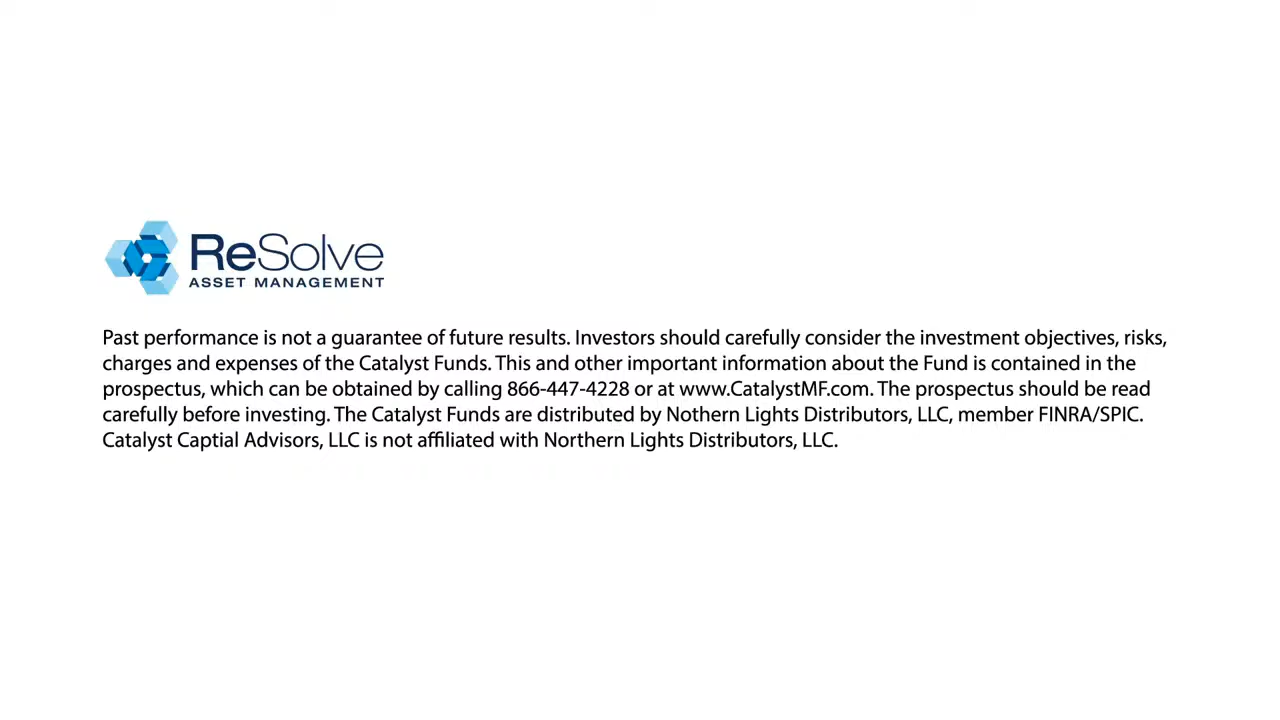 ReSolve
ASSET MANAGEMENT
Past performance is not a guarantee of future results. Investors should carefully consider the investment objectives, risks,
charges and expenses of the Catalyst Funds. This and other important information about the Fund is contained in the
prospectus, which can be obtained by calling 866-447-4228 or at www.CatalystMF.com. The prospectus should be read
carefully before investing. The Catalyst Funds are distributed by Nothern Lights Distributors, LLC, member FINRA/SPIC.
Catalyst Captial Advisors, LLC is not affiliated with Northern Lights Distributors, LLC.